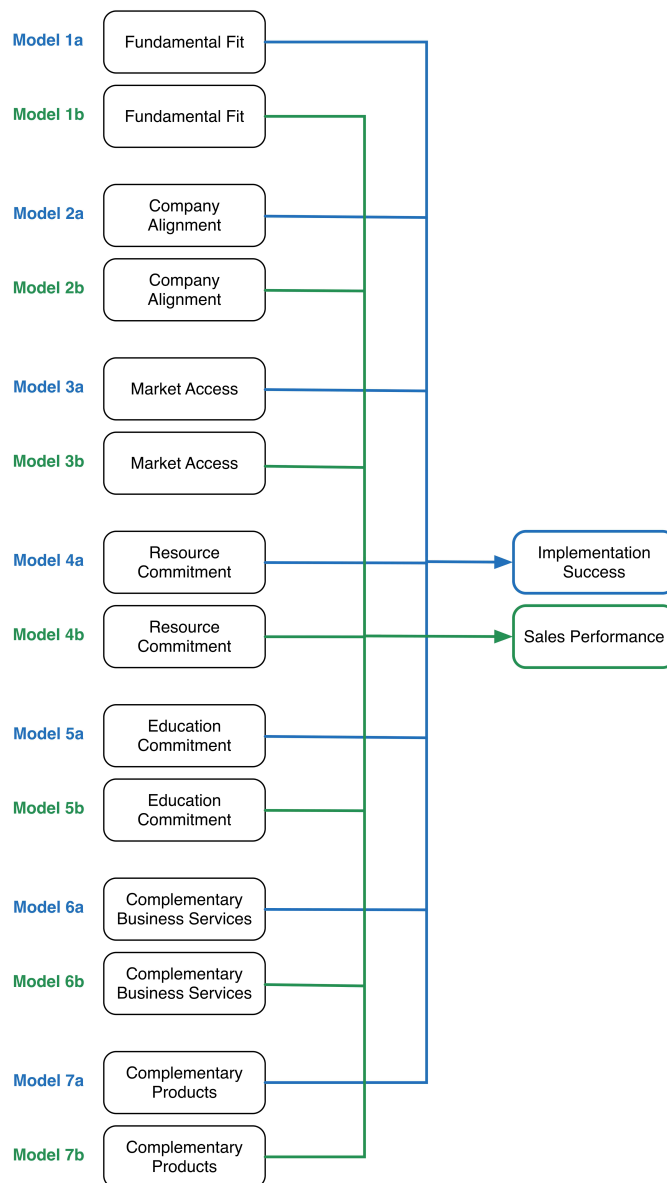 Model 1a
Fundamental Fit
Model 1b
Fundamental Fit
Model 2a
Company
Alignment
Model 2b
Company
Alignment
Model 3a
Market Access
Model 3b
Market Access
Model 4a
Resource
Commitment
Implementation
Success
Model 4b
Resource
Commitment
Sales Performance
Model 5a
Education
Commitment
Model 5b
Education
Commitment
Model 6a
Complementary
Business Services
Model 6b
Complementary
Business Services
Model 7a
Complementary
Products
Model 7b
Complementary
Products